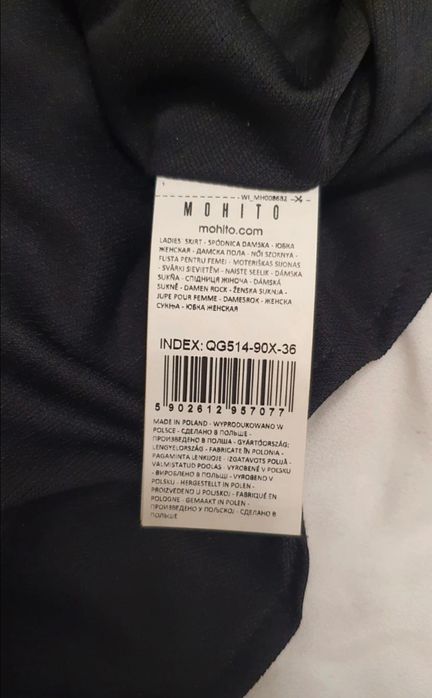 WI_MH008682
MOHITO
mohito.com
LADIES' SKIRT - SPÓDNICA DAMSKA - ЮБКА
ЖЕНСКАЯ - ДАМСКА ПОЛА - NŐI SZOKNYA -
FUSTA PENTRU FEMEI - MOTERIŠKAS SIJONAS
- SVĀRKI SIEVIETĒM - NAISTE SEELIK - DÁMSKA
SUKŇA - СПІДНИЦЯ ЖІНОЧА - DÁMSKÁ
SUKNĚ - DAMEN ROCK - ŽENSKA SUKNJA -
JUPE POUR FEMME - DAMESROK - ЖЕНСКА
СУКЊА - ЮБКА ЖЕНСКАЯ
INDEX: QG514-90X-36
5 902612 957077
MADE IN POLAND - WYPRODUKOWANO W
POLSCE - СДЕЛАНО В ПОЛЬШЕ -
ПРОИЗВЕДЕНО В ПОЛША - GYÁRTÓORSZÁG:
LENGYELORSZÁG - FABRICATE ÎN POLONIA -
PAGAMINTA LENKIJOJE - IZGATAVOTS POLIJĀ -
VALMISTATUD POOLAS - VYROBENÉ V POĽSKU
- ВИРОБЛЕНО В ПОЛЬЩІ - VYROBENO V
POLSKU - HERGESTELLT IN POLEN -
PROIZVEDENO U POLJSKOJ - FABRIQUÉ EN
POLOGNE - GEMAAKT IN POLEN -
ПРОИЗВЕДЕНО У ПОЉСКОЈ - СДЕЛАНО В
ПОЛЬШЕ